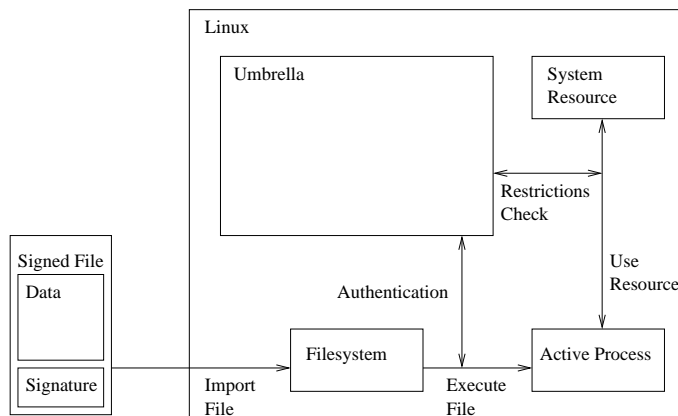 Linux
Umbrella
System
Resource
Restrictions
Check
Signed File
Data
Signature
Authentication
Use
Resource
Filesystem
Active Process
Import
File
Execute
File